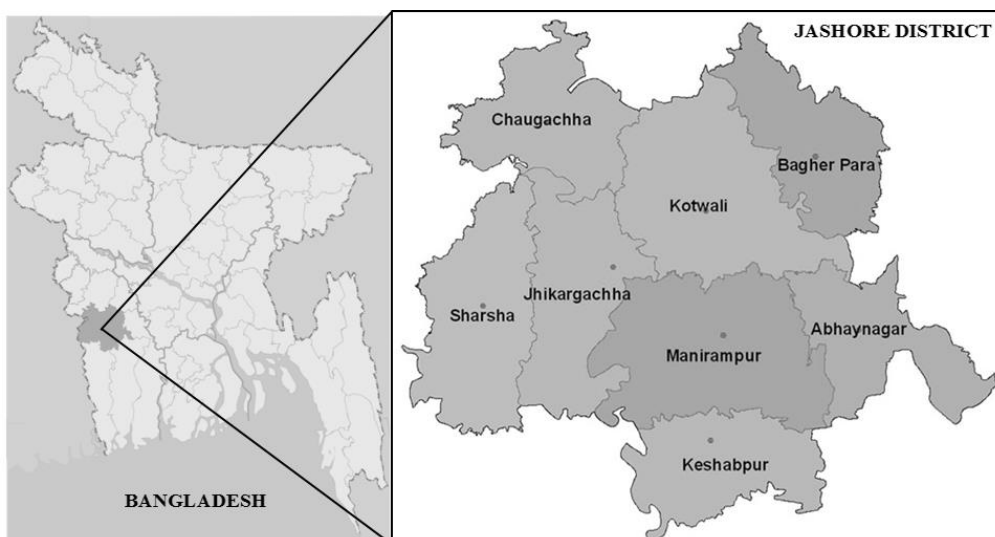 JASHORE DISTRICT
Chaugachha
Bagher Para
Kotwali
Jhikargachha
Sharsha
Abhaynagar
Manirampur
Keshabpur
BANGLADESH